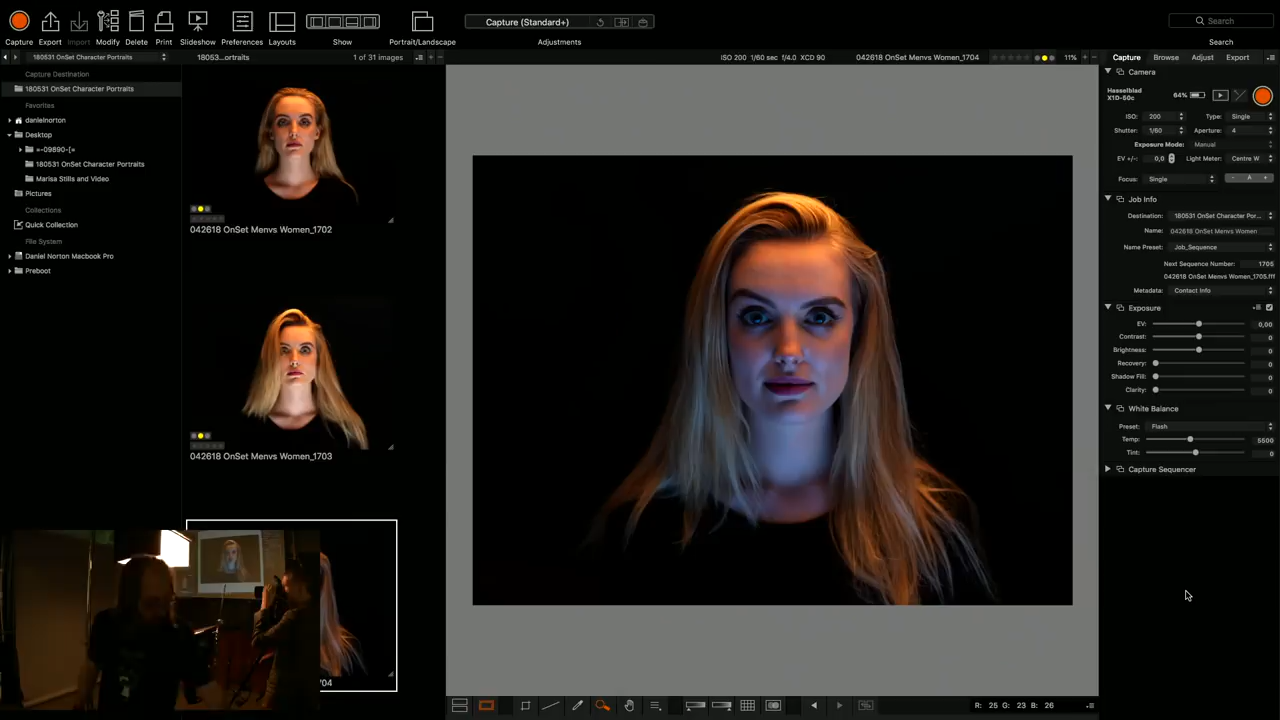 Capture Export Import Modify Delete Print Slideshow Preferences Layouts Show Portrait/Landscape Capture (Standard+) Adjustments Search Search
180531 OnSet Character Portraits
18053...ortraits 1 of 31 images
ISO 200 1/60 sec f/4.0 XCD 90 042618 OnSet Menvs Women_1704 11%
Capture Browse Adjust Export
Capture Destination
180531 OnSet Character Portraits
Favorites
danielnorton
Desktop
=-09890-[=
180531 OnSet Character Portraits
Marisa Stills and Video
Pictures
Collections
Quick Collection
File System
Daniel Norton Macbook Pro
Preboot
042618 OnSet Menvs Women_1702
042618 OnSet Menvs Women_1703
704
Camera
Hasselblad
X1D-50c 64%
ISO: 200 Type: Single
Shutter: 1/60 Aperture: 4
Exposure Mode: Manual
EV +/-: 0,0 Light Meter: Centre W
Focus: Single - A +
Job Info
Destination: 180531 OnSet Character Por...
Name: 042618 OnSet Menvs Women
Name Preset: Job_Sequence
Next Sequence Number: 1705
042618 OnSet Menvs Women_1705.fff
Metadata: Contact Info
Exposure
EV: 0,00
Contrast: 0
Brightness: 0
Recovery: 0
Shadow Fill: 0
Clarity: 0
White Balance
Preset: Flash
Temp: 5500
Tint: 0
Capture Sequencer
R: 25 G: 23 B: 26